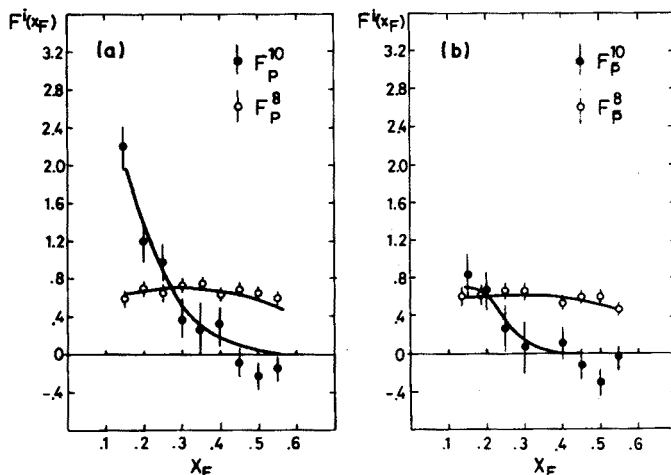 F^i(x_F)
(a)
F_p^10
F_p^8
3.2
2.8
2.4
2.0
1.6
1.2
.8
.4
0
-.4
.1 .2 .3 .4 .5 .6
X_F
F^i(x_F)
(b)
F_p̄^10
F_p̄^8
3.2
2.8
2.4
2.0
1.6
1.2
.8
.4
0
-.4
.1 .2 .3 .4 .5 .6
X_F